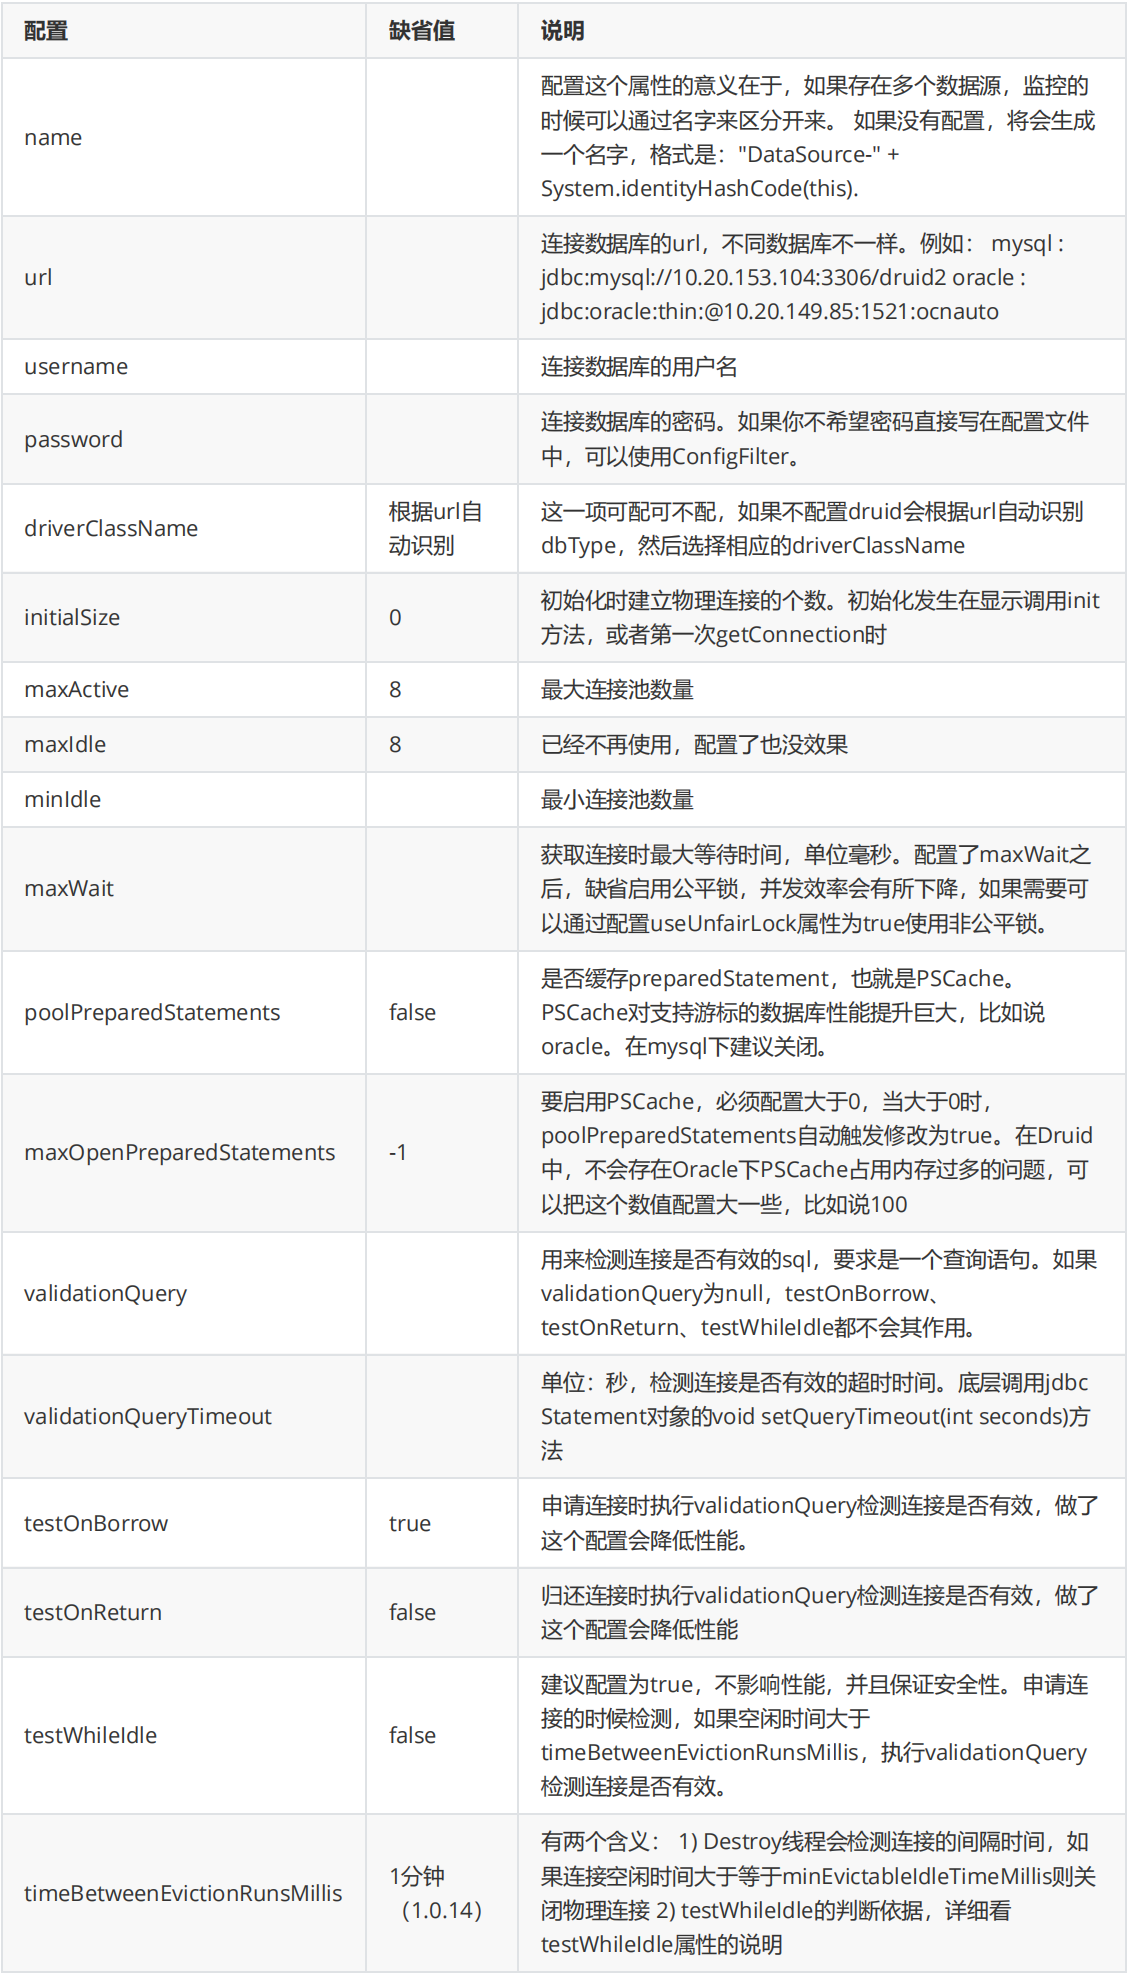 配置 缺省值 说明
name
配置这个属性的意义在于，如果存在多个数据源，监控的
时候可以通过名字来区分开来。 如果没有配置，将会生成
一个名字，格式是："DataSource-" +
System.identityHashCode(this).
url
连接数据库的url，不同数据库不一样。例如： mysql :
jdbc:mysql://10.20.153.104:3306/druid2 oracle :
jdbc:oracle:thin:@10.20.149.85:1521:ocnauto
username 连接数据库的用户名
password
连接数据库的密码。如果你不希望密码直接写在配置文件
中，可以使用ConfigFilter。
driverClassName
根据url自
动识别
这一项可配可不配，如果不配置druid会根据url自动识别
dbType，然后选择相应的driverClassName
initialSize 0
初始化时建立物理连接的个数。初始化发生在显示调用init
方法，或者第一次getConnection时
maxActive 8 最大连接池数量
maxIdle 8 已经不再使用，配置了也没效果
minIdle 最小连接池数量
maxWait
获取连接时最大等待时间，单位毫秒。配置了maxWait之
后，缺省启用公平锁，并发效率会有所下降，如果需要可
以通过配置useUnfairLock属性为true使用非公平锁。
poolPreparedStatements false
是否缓存preparedStatement，也就是PSCache。
PSCache对支持游标的数据库性能提升巨大，比如说
oracle。在mysql下建议关闭。
maxOpenPreparedStatements -1
要启用PSCache，必须配置大于0，当大于0时，
poolPreparedStatements自动触发修改为true。在Druid
中，不会存在Oracle下PSCache占用内存过多的问题，可
以把这个数值配置大一些，比如说100
validationQuery
用来检测连接是否有效的sql，要求是一个查询语句。如果
validationQuery为null，testOnBorrow、
testOnReturn、testWhileIdle都不会其作用。
validationQueryTimeout
单位：秒，检测连接是否有效的超时时间。底层调用jdbc
Statement对象的void setQueryTimeout(int seconds)方
法
testOnBorrow true
申请连接时执行validationQuery检测连接是否有效，做了
这个配置会降低性能。
testOnReturn false
归还连接时执行validationQuery检测连接是否有效，做了
这个配置会降低性能
testWhileIdle false
建议配置为true，不影响性能，并且保证安全性。申请连
接的时候检测，如果空闲时间大于
timeBetweenEvictionRunsMillis，执行validationQuery
检测连接是否有效。
timeBetweenEvictionRunsMillis
1分钟
（1.0.14）
有两个含义： 1) Destroy线程会检测连接的间隔时间，如
果连接空闲时间大于等于minEvictableIdleTimeMillis则关
闭物理连接 2) testWhileIdle的判断依据，详细看
testWhileIdle属性的说明